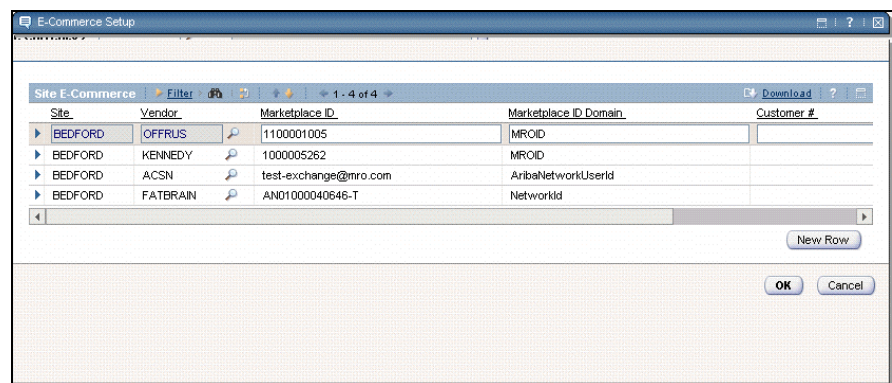 E-Commerce Setup ?
Site E-Commerce Filter 1 - 4 of 4 Download ?
Site Vendor Marketplace ID Marketplace ID Domain Customer #
BEDFORD OFFRUS 1100001005 MROID
BEDFORD KENNEDY 1000005262 MROID
BEDFORD ACSN test-exchange@mro.com AribaNetworkUserId
BEDFORD FATBRAIN AN01000040646-T NetworkId
New Row
OK Cancel